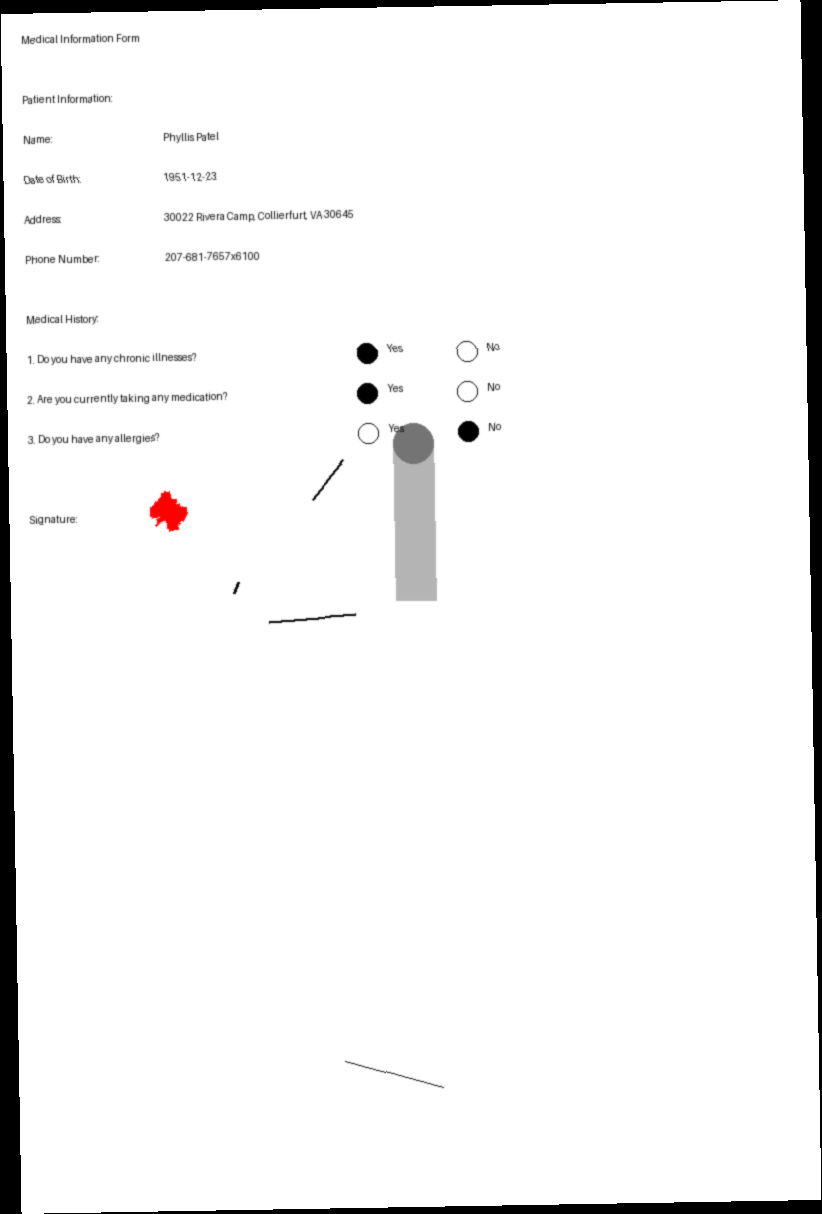 Medical Information Form
Patient Information:
Name: Phyllis Patel
Date of Birth: 1951-12-23
Address: 30022 Rivera Camp, Collierfurt, VA 30645
Phone Number: 207-681-7657x6100
Medical History:
1. Do you have any chronic illnesses? Yes No
2. Are you currently taking any medication? Yes No
3. Do you have any allergies? Yes No
Signature: